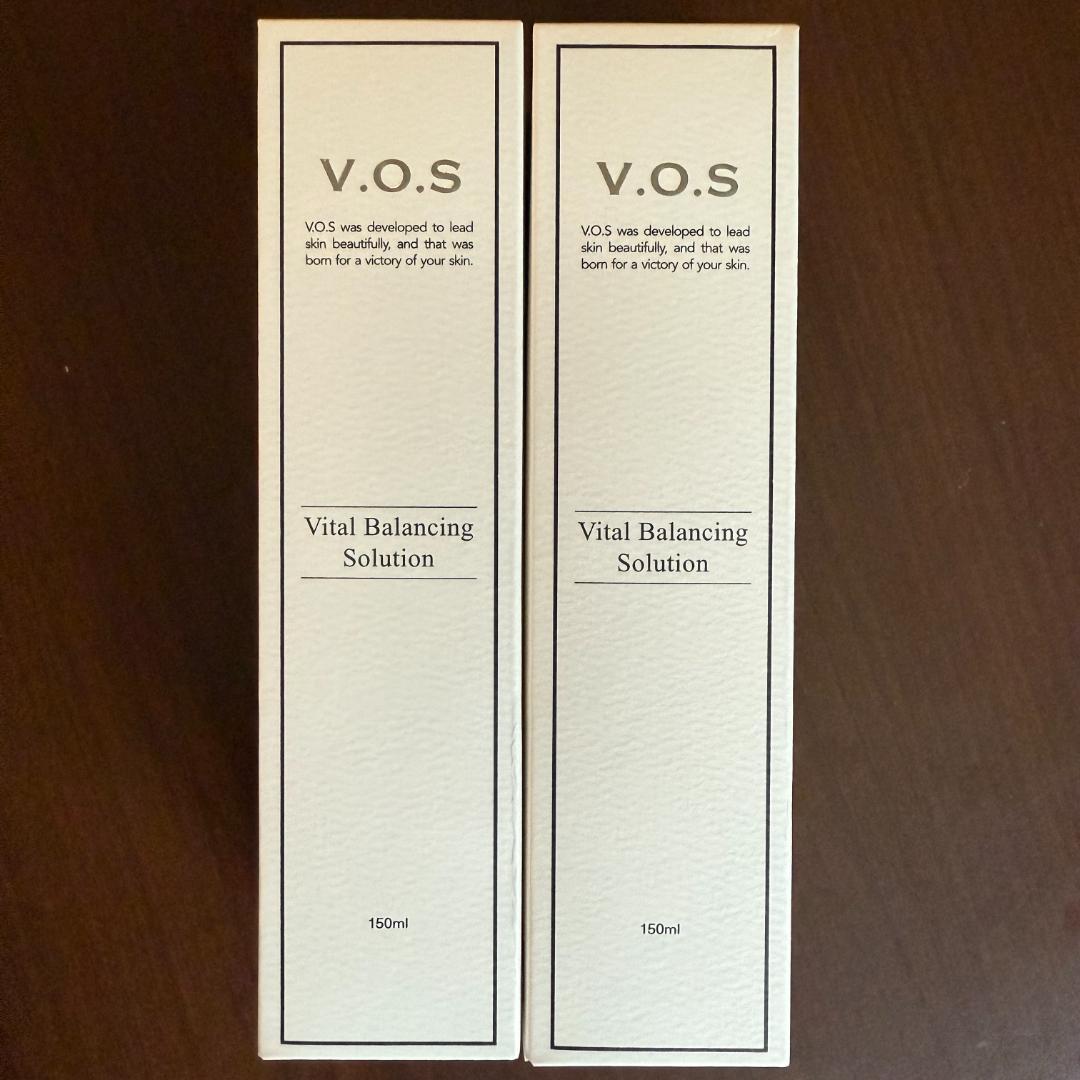 V.O.S
V.O.S was developed to lead
skin beautifully, and that was
born for a victory of your skin.
Vital Balancing
Solution
150ml
V.O.S
V.O.S was developed to lead
skin beautifully, and that was
born for a victory of your skin.
Vital Balancing
Solution
150ml